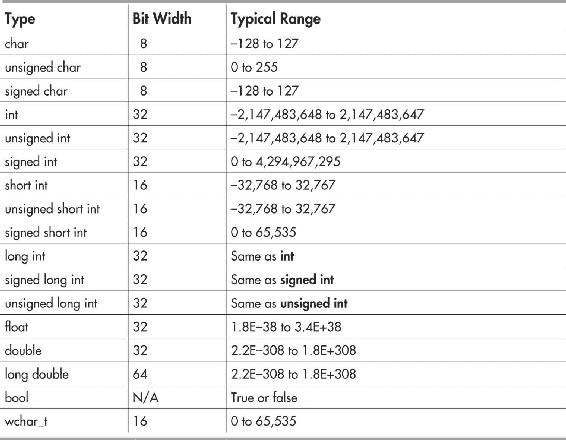 Type Bit Width Typical Range
char 8 –128 to 127
unsigned char 8 0 to 255
signed char 8 –128 to 127
int 32 –2,147,483,648 to 2,147,483,647
unsigned int 32 –2,147,483,648 to 2,147,483,647
signed int 32 0 to 4,294,967,295
short int 16 –32,768 to 32,767
unsigned short int 16 –32,768 to 32,767
signed short int 16 0 to 65,535
long int 32 Same as int
signed long int 32 Same as signed int
unsigned long int 32 Same as unsigned int
float 32 1.8E–38 to 3.4E+38
double 32 2.2E–308 to 1.8E+308
long double 64 2.2E–308 to 1.8E+308
bool N/A True or false
wchar_t 16 0 to 65,535